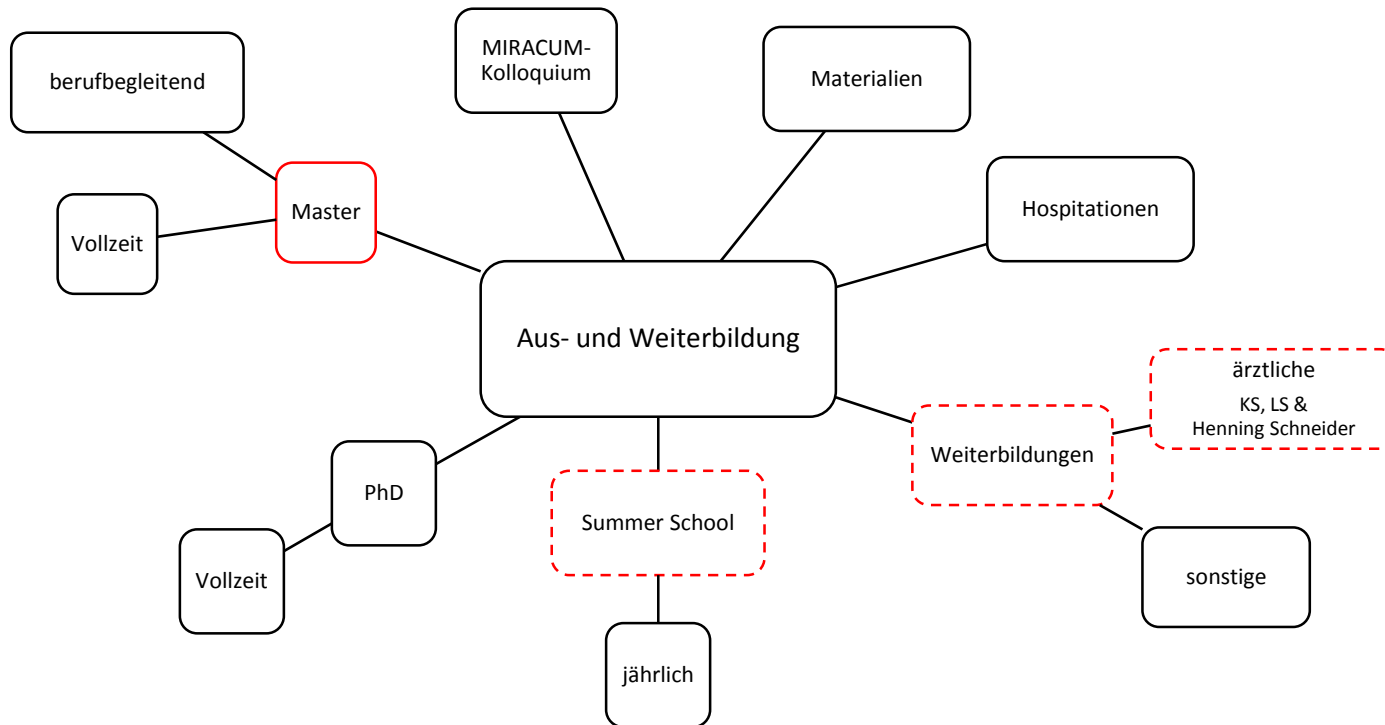 MIRACUM-
Kolloquium
Materialien
berufbegleitend
Hospitationen
Master
Vollzeit
Aus- und Weiterbildung
ärztliche
KS, LS &
Henning Schneider
Weiterbildungen
PhD
Summer School
Vollzeit
sonstige
jährlich